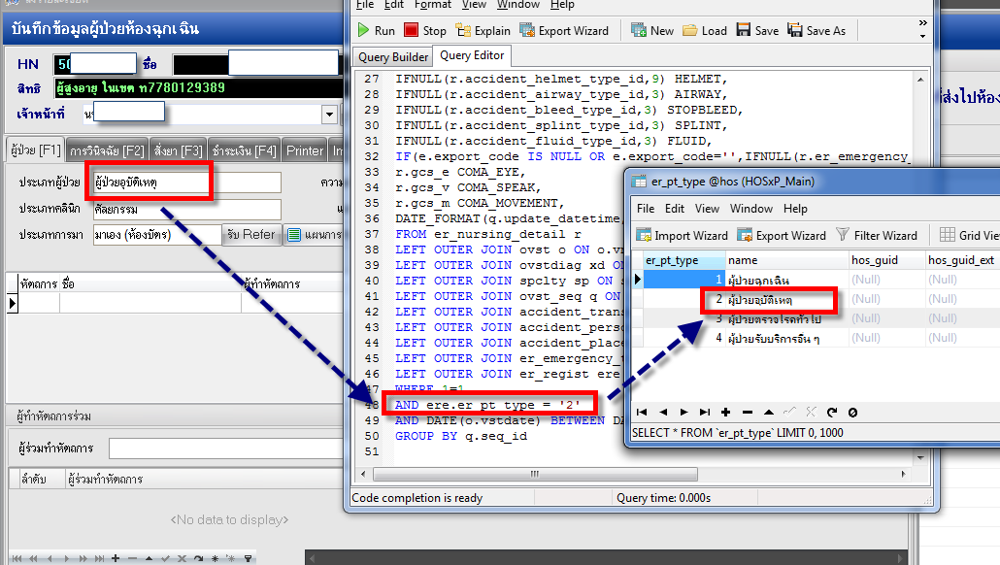 บันทึกข้อมูลผู้ป่วยห้องฉุกเฉิน
HN 50 ชื่อ
สิทธิ ผู้สูงอายุ ในเขต ท7780129389
เจ้าหน้าที่
ผู้ป่วย [F1] การวินิจฉัย [F2] สั่งยา [F3] ชำระเงิน [F4] Printer
ประเภทผู้ป่วย ผู้ป่วยอุบัติเหตุ
ประเภทคลินิก ศัลยกรรม
ประเภทการมา มาเอง (ห้องบัตร) รับ Refer แผนการ
หัตถการ ชื่อ ผู้ทำหัตถการ
ผู้ทำหัตถการร่วม
ผู้ร่วมทำหัตถการ
ลำดับ ผู้ร่วมทำหัตถการ
<No data to display>
File Edit Format View Window Help
Run Stop Explain Export Wizard New Load Save Save As
Query Builder Query Editor
27 IFNULL(r.accident_helmet_type_id,9) HELMET,
28 IFNULL(r.accident_airway_type_id,3) AIRWAY,
29 IFNULL(r.accident_bleed_type_id,3) STOPBLEED,
30 IFNULL(r.accident_splint_type_id,3) SPLINT,
31 IFNULL(r.accident_fluid_type_id,3) FLUID,
32 IF(e.export_code IS NULL OR e.export_code='',IFNULL(r.er_emergency_
33 r.gcs_e COMA_EYE,
34 r.gcs_v COMA_SPEAK,
35 r.gcs_m COMA_MOVEMENT,
36 DATE_FORMAT(q.update_datetime,
37 FROM er_nursing_detail r
38 LEFT OUTER JOIN ovst o ON o.v
39 LEFT OUTER JOIN ovstdiag xd ON
40 LEFT OUTER JOIN spclty sp ON
41 LEFT OUTER JOIN ovst_seq q ON
42 LEFT OUTER JOIN accident_trans
43 LEFT OUTER JOIN accident_perso
44 LEFT OUTER JOIN accident_place
45 LEFT OUTER JOIN er_emergency_
46 LEFT OUTER JOIN er_regist ere
47 WHERE 1=1
48 AND ere.er_pt_type = '2'
49 AND DATE(o.vstdate) BETWEEN DA
50 GROUP BY q.seq_id
51
Code completion is ready Query time: 0.000s
ที่ส่งไปห้อง
er_pt_type @hos (HOSxP_Main)
File Edit View Window Help
Import Wizard Export Wizard Filter Wizard Grid Vie
er_pt_type name hos_guid hos_guid_ext
1 ผู้ป่วยฉุกเฉิน (Null) (Null)
2 ผู้ป่วยอุบัติเหตุ (Null) (Null)
3 ผู้ป่วยตรวจโรคทั่วไป (Null) (Null)
4 ผู้ป่วยรับบริการอื่น ๆ (Null) (Null)
SELECT * FROM `er_pt_type` LIMIT 0, 1000